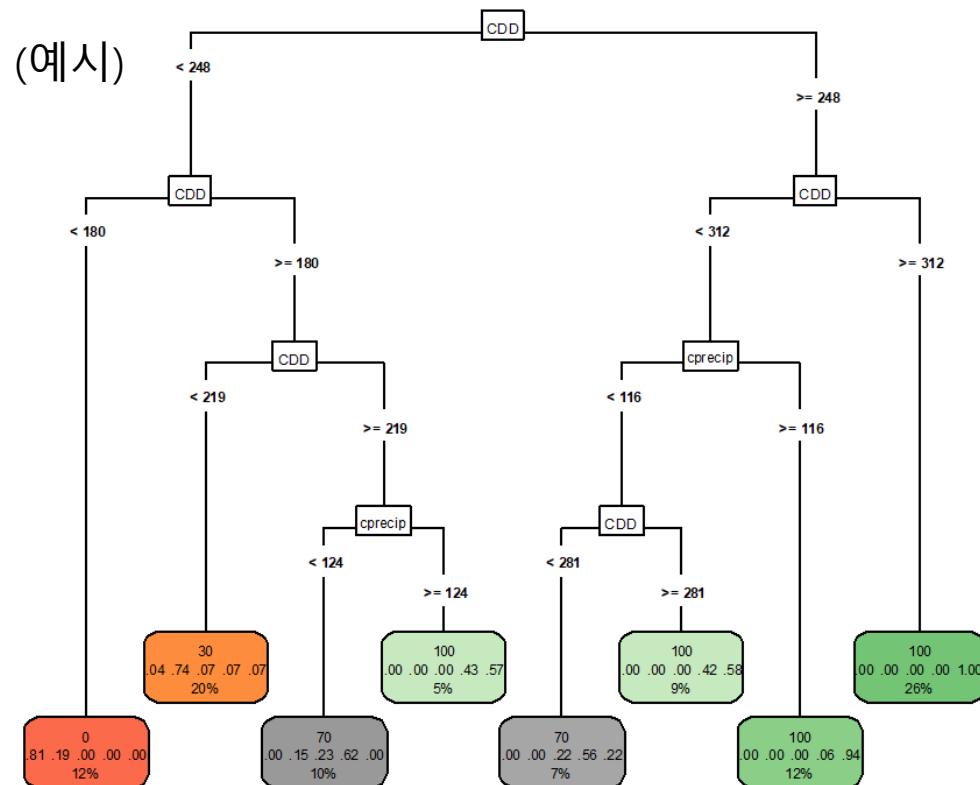 (예시)
CDD
< 248
>= 248
CDD
CDD
< 180
>= 180
< 312
>= 312
CDD
cprecip
< 219
>= 219
< 116
>= 116
cprecip
CDD
< 124
>= 124
< 281
>= 281
30
.04 .74 .07 .07 .07
20%
100
.00 .00 .00 .43 .57
5%
100
.00 .00 .00 .42 .58
9%
100
.00 .00 .00 .00 1.00
26%
0
.81 .19 .00 .00 .00
12%
70
.00 .15 .23 .62 .00
10%
70
.00 .00 .22 .56 .22
7%
100
.00 .00 .00 .06 .94
12%